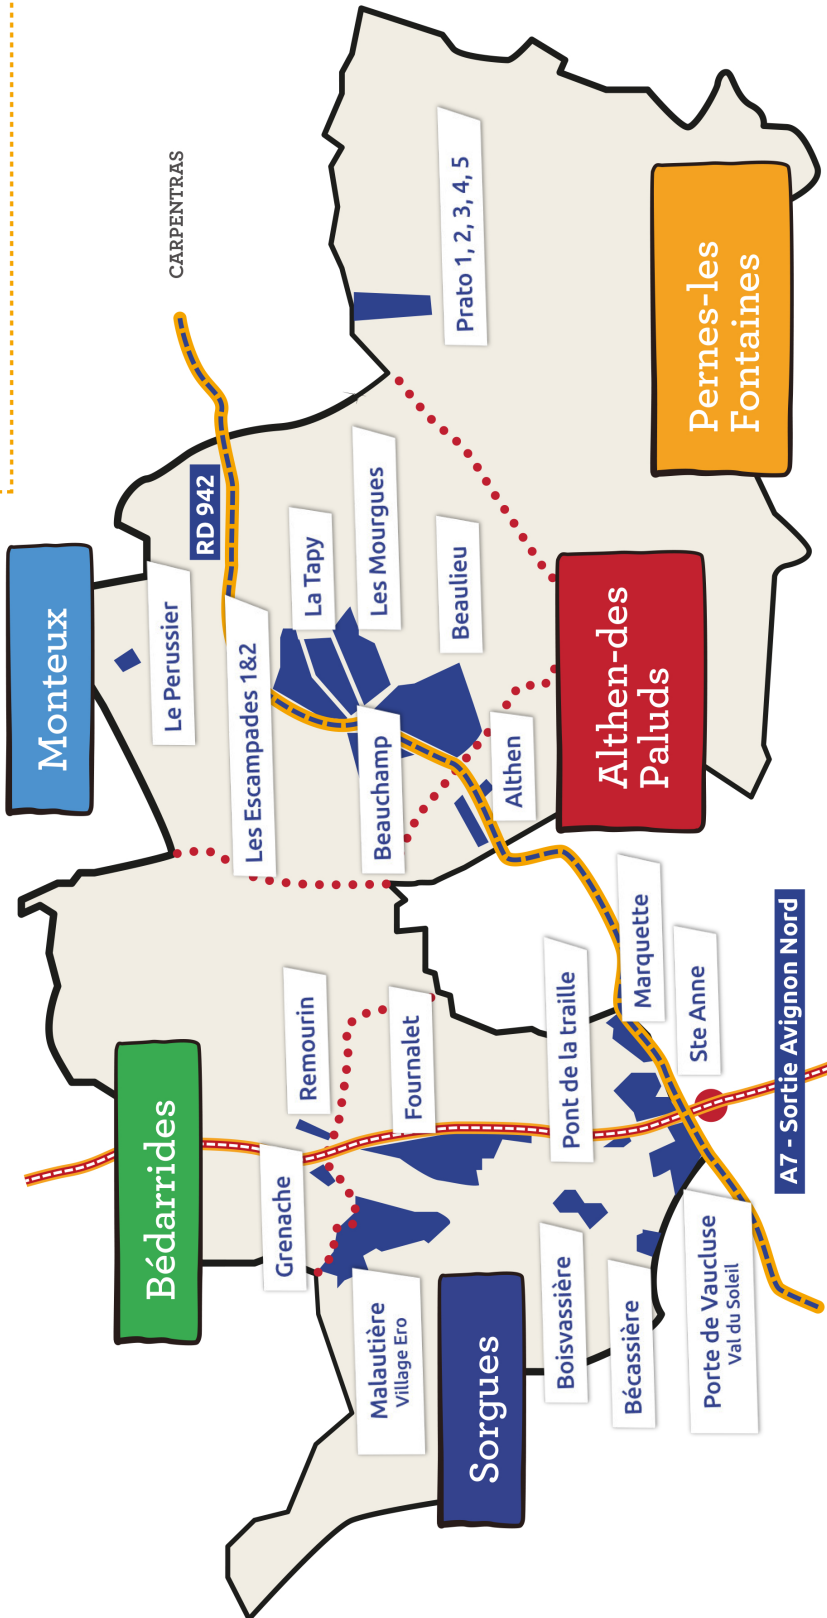 CARPENTRAS
Monteux
RD 942
Le Perussier
La Tapy
Les Mourgues
Prato 1, 2, 3, 4, 5
Les Escampades 1&2
Beaulieu
Beauchamp
Althen
Pernes-les
Fontaines
Althen-des
Paluds
Bédarrides
Remourin
Fournalet
Grenache
Pont de la traille
Marquette
Ste Anne
Malautière
Village Ero
Sorgues
Boisvassière
Bécassière
Porte de Vaucluse
Val du Soleil
A7 - Sortie Avignon Nord